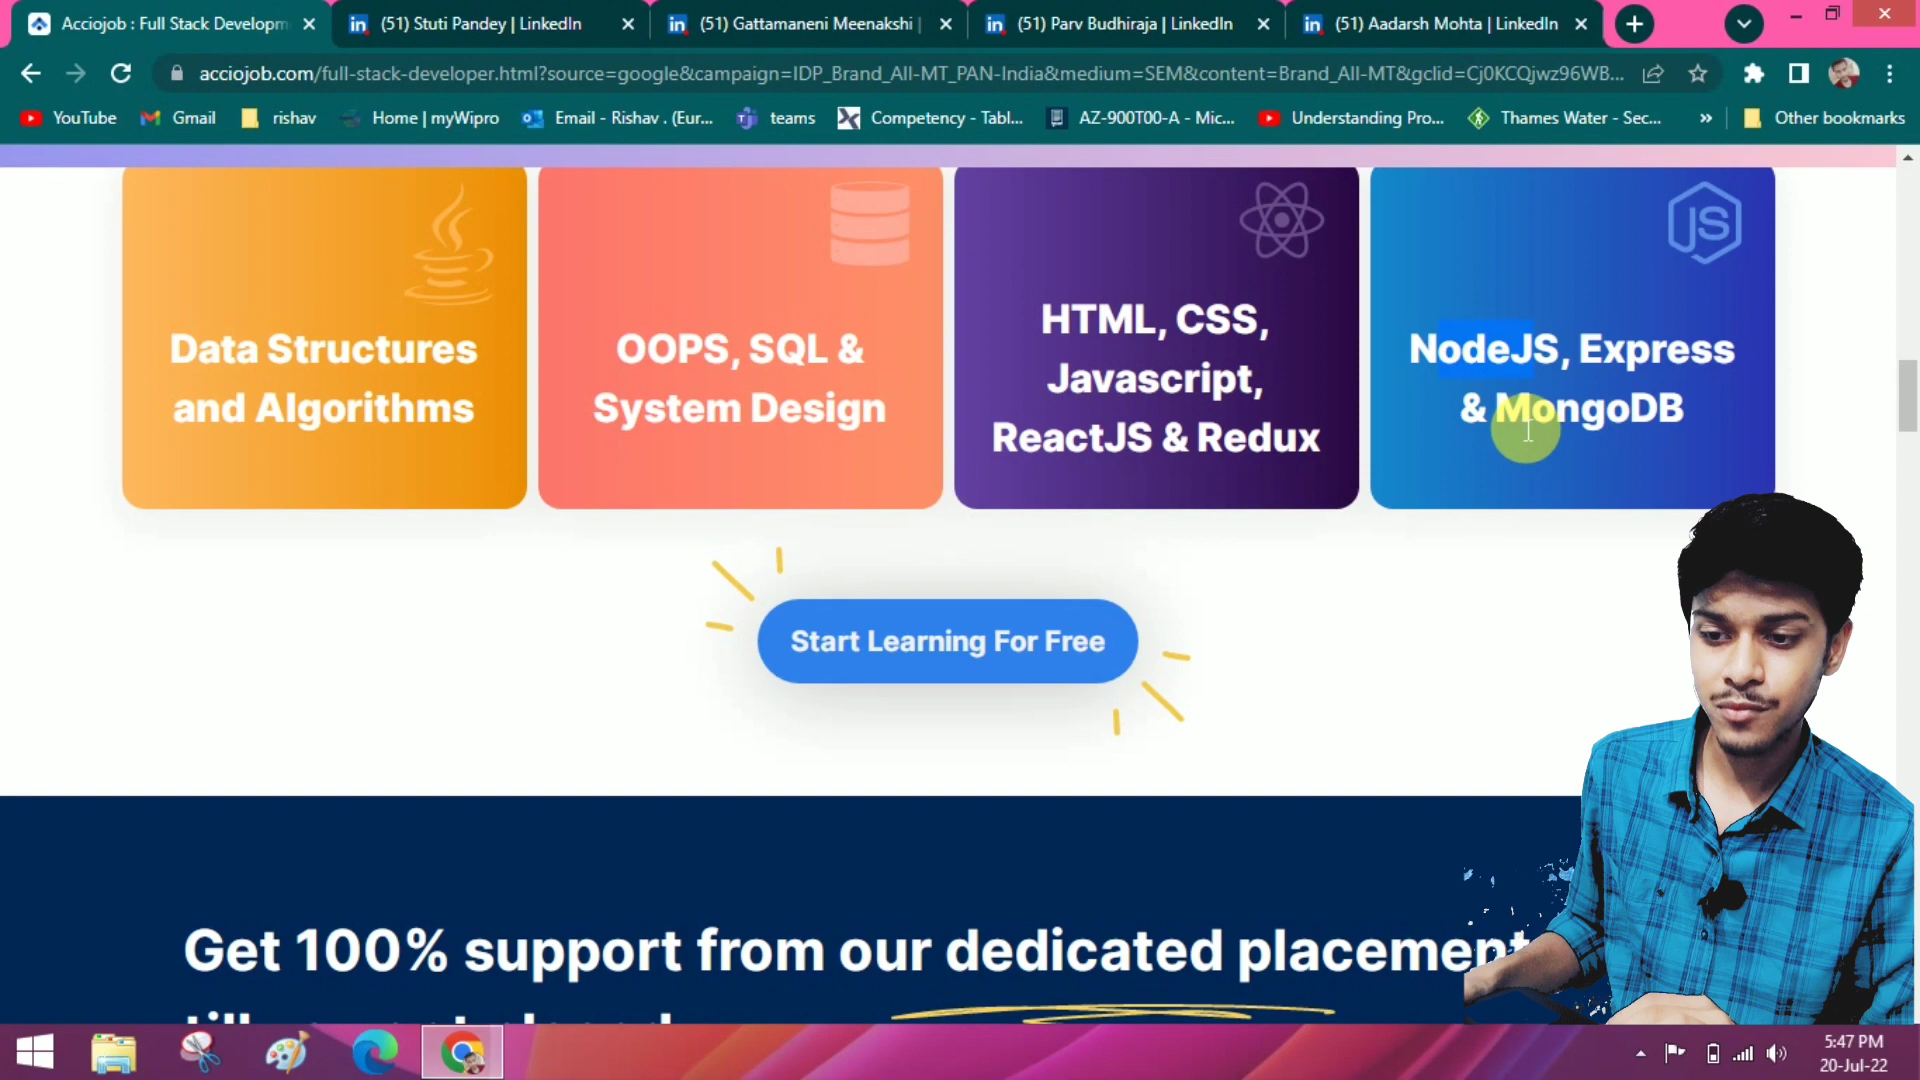 Acciojob : Full Stack Developm
(51) Stuti Pandey | LinkedIn
(51) Gattamaneni Meenakshi |
(51) Parv Budhiraja | LinkedIn
(51) Aadarsh Mohta | LinkedIn
acciojob.com/full-stack-developer.html?source=google&campaign=IDP_Brand_All-MT_PAN-India&medium=SEM&content=Brand_All-MT&gclid=Cj0KCQjwz96WB...
YouTube
Gmail
rishav
Home | myWipro
Email - Rishav . (Eur...
teams
Competency - Tabl...
AZ-900T00-A - Mic...
Understanding Pro...
Thames Water - Sec...
»
Other bookmarks
Data Structures
and Algorithms
OOPS, SQL &
System Design
HTML, CSS,
Javascript,
ReactJS & Redux
JS
NodeJS, Express
& MongoDB
Start Learning For Free
Get 100% support from our dedicated placement
5:47 PM
20-Jul-22